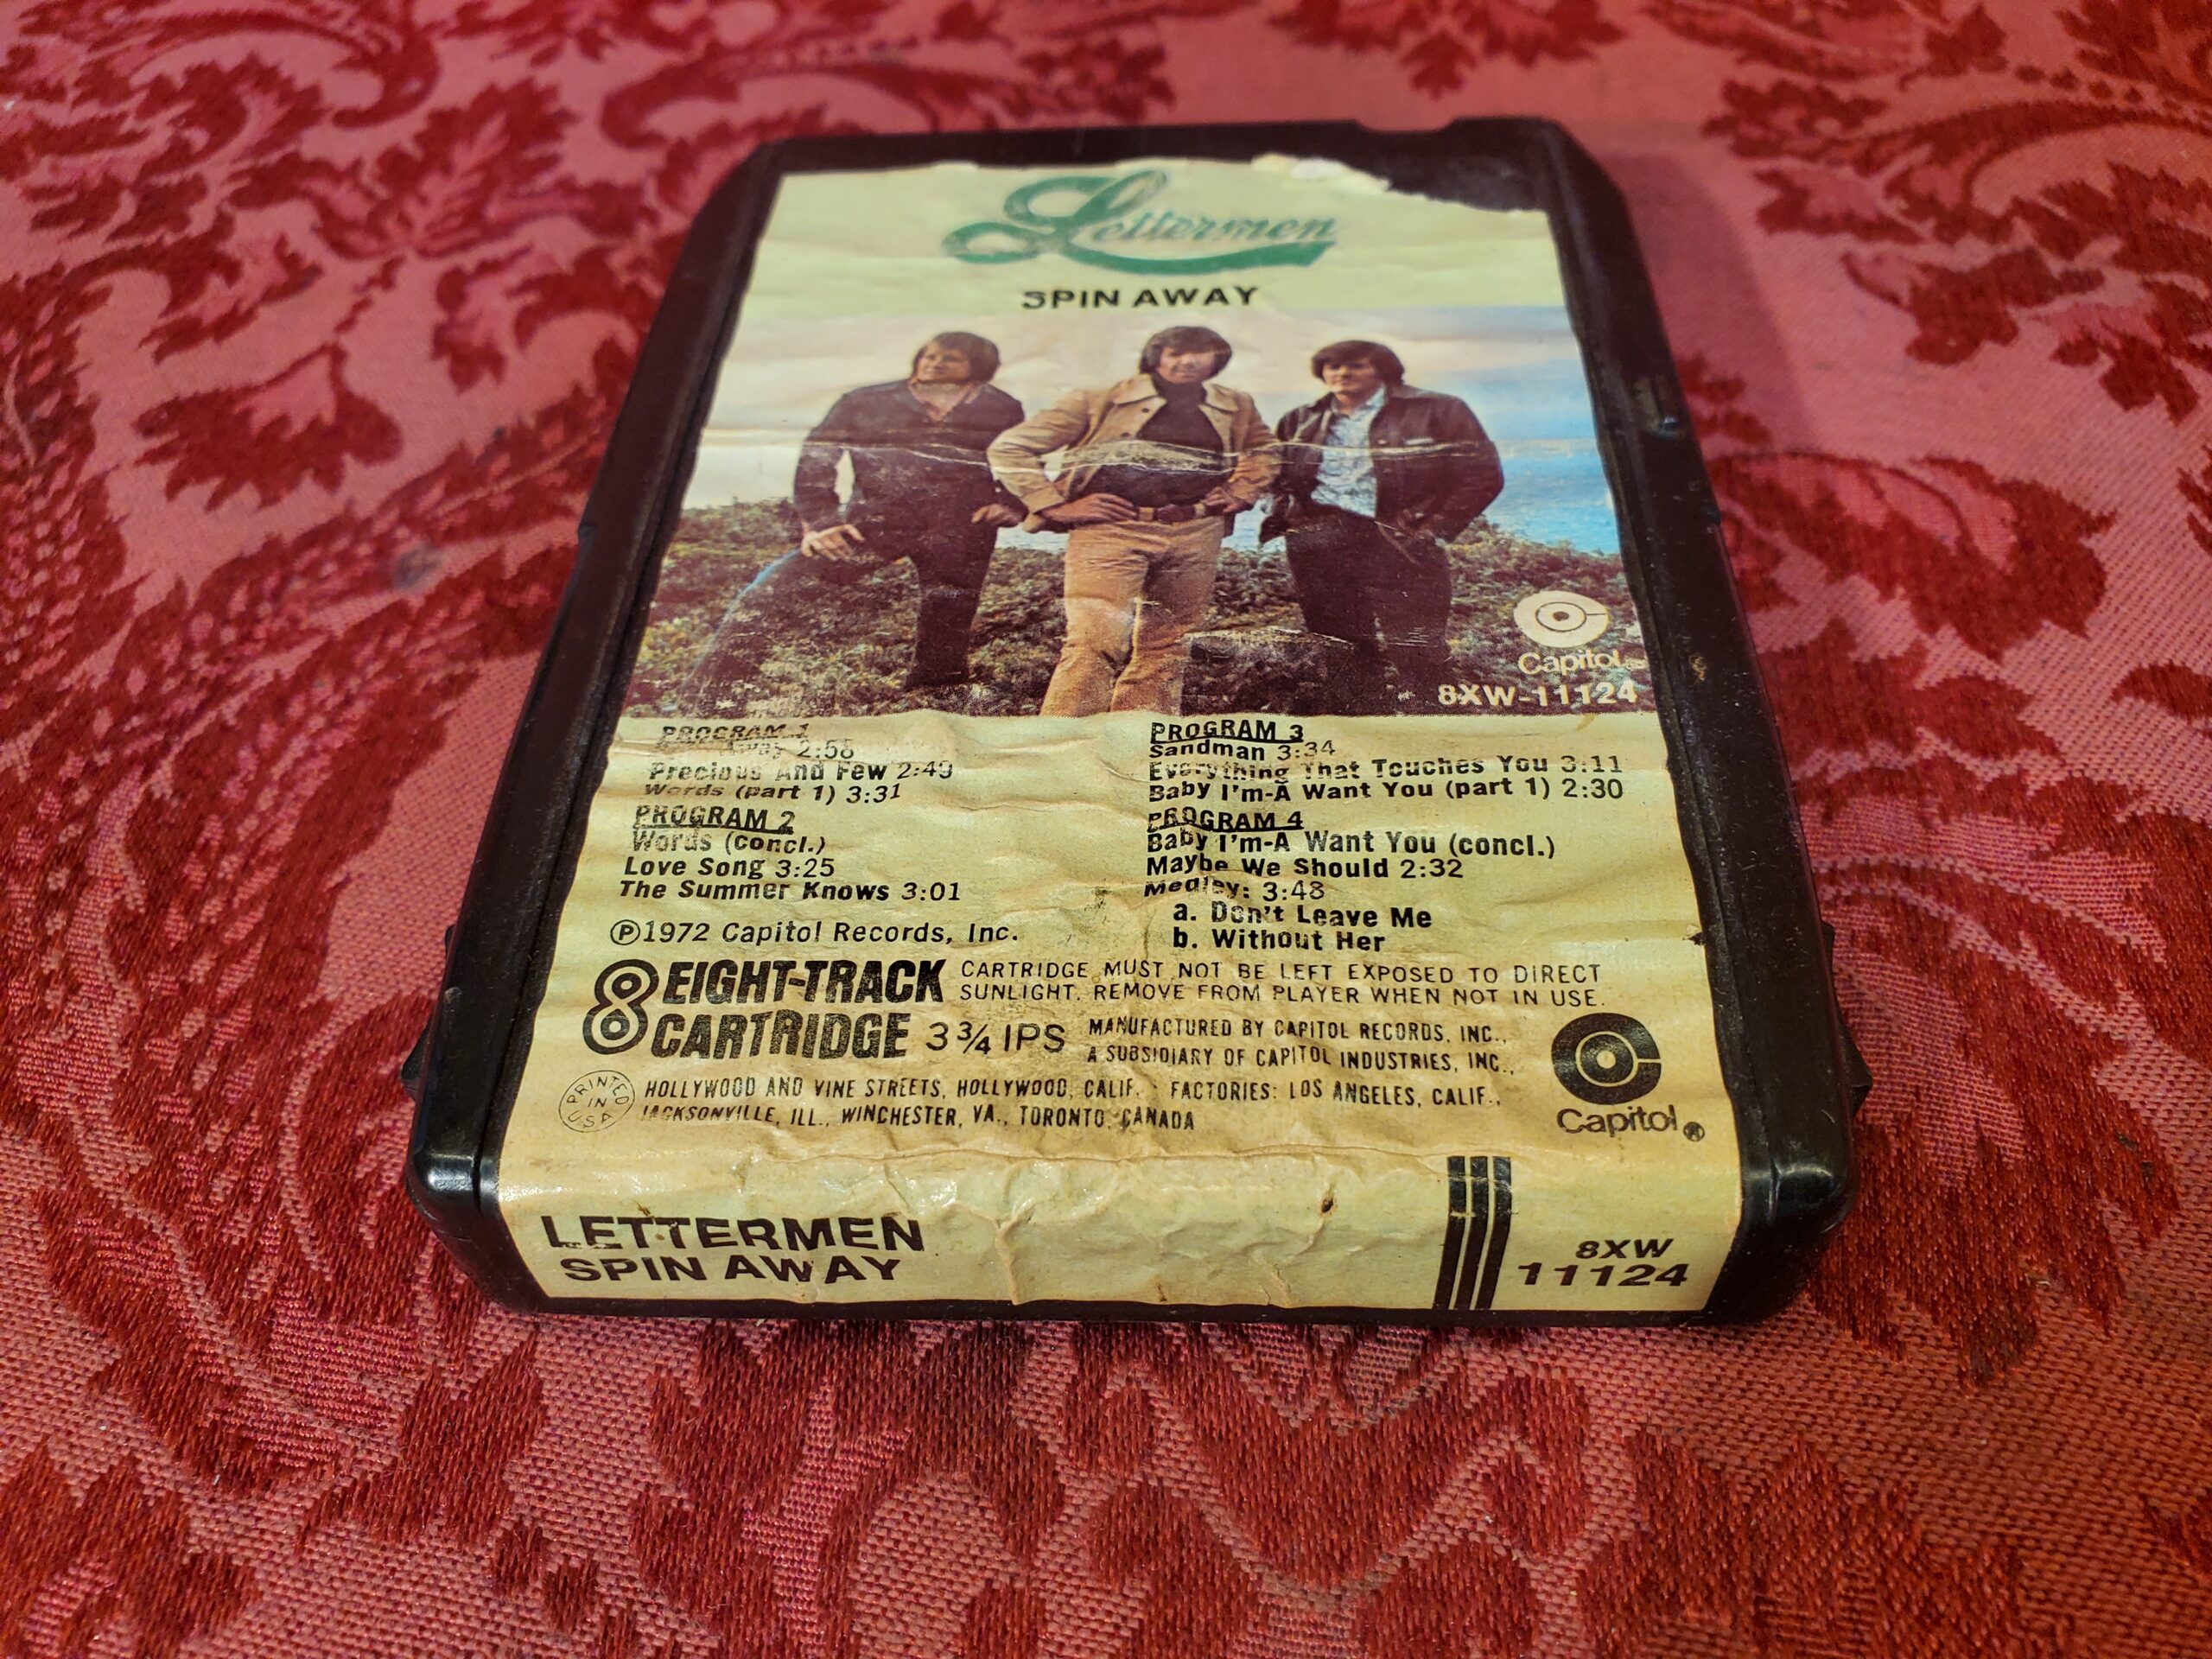 Lettermen
SPIN AWAY
Capitol
8XW-11124
PROGRAM 1
Away 2:56
Precious And Few 2:49
Words (part 1) 3:31
PROGRAM 2
Words (concl.)
Love Song 3:25
The Summer Knows 3:01
PROGRAM 3
Sandman 3:34
Everything That Touches You 3:11
Baby I'm-A Want You (part 1) 2:30
PROGRAM 4
Baby I'm-A Want You (concl.)
Maybe We Should 2:32
Medley: 3:48
a. Don't Leave Me
b. Without Her
Ⓟ1972 Capitol Records, Inc.
8 EIGHT-TRACK
CARTRIDGE 3¾ IPS
CARTRIDGE MUST NOT BE LEFT EXPOSED TO DIRECT
SUNLIGHT. REMOVE FROM PLAYER WHEN NOT IN USE.
MANUFACTURED BY CAPITOL RECORDS, INC.,
A SUBSIDIARY OF CAPITOL INDUSTRIES, INC.,
PRINTED IN USA
HOLLYWOOD AND VINE STREETS, HOLLYWOOD, CALIF. · FACTORIES: LOS ANGELES, CALIF.,
JACKSONVILLE, ILL., WINCHESTER, VA., TORONTO, CANADA
Capitol®
LETTERMEN
SPIN AWAY
8XW
11124